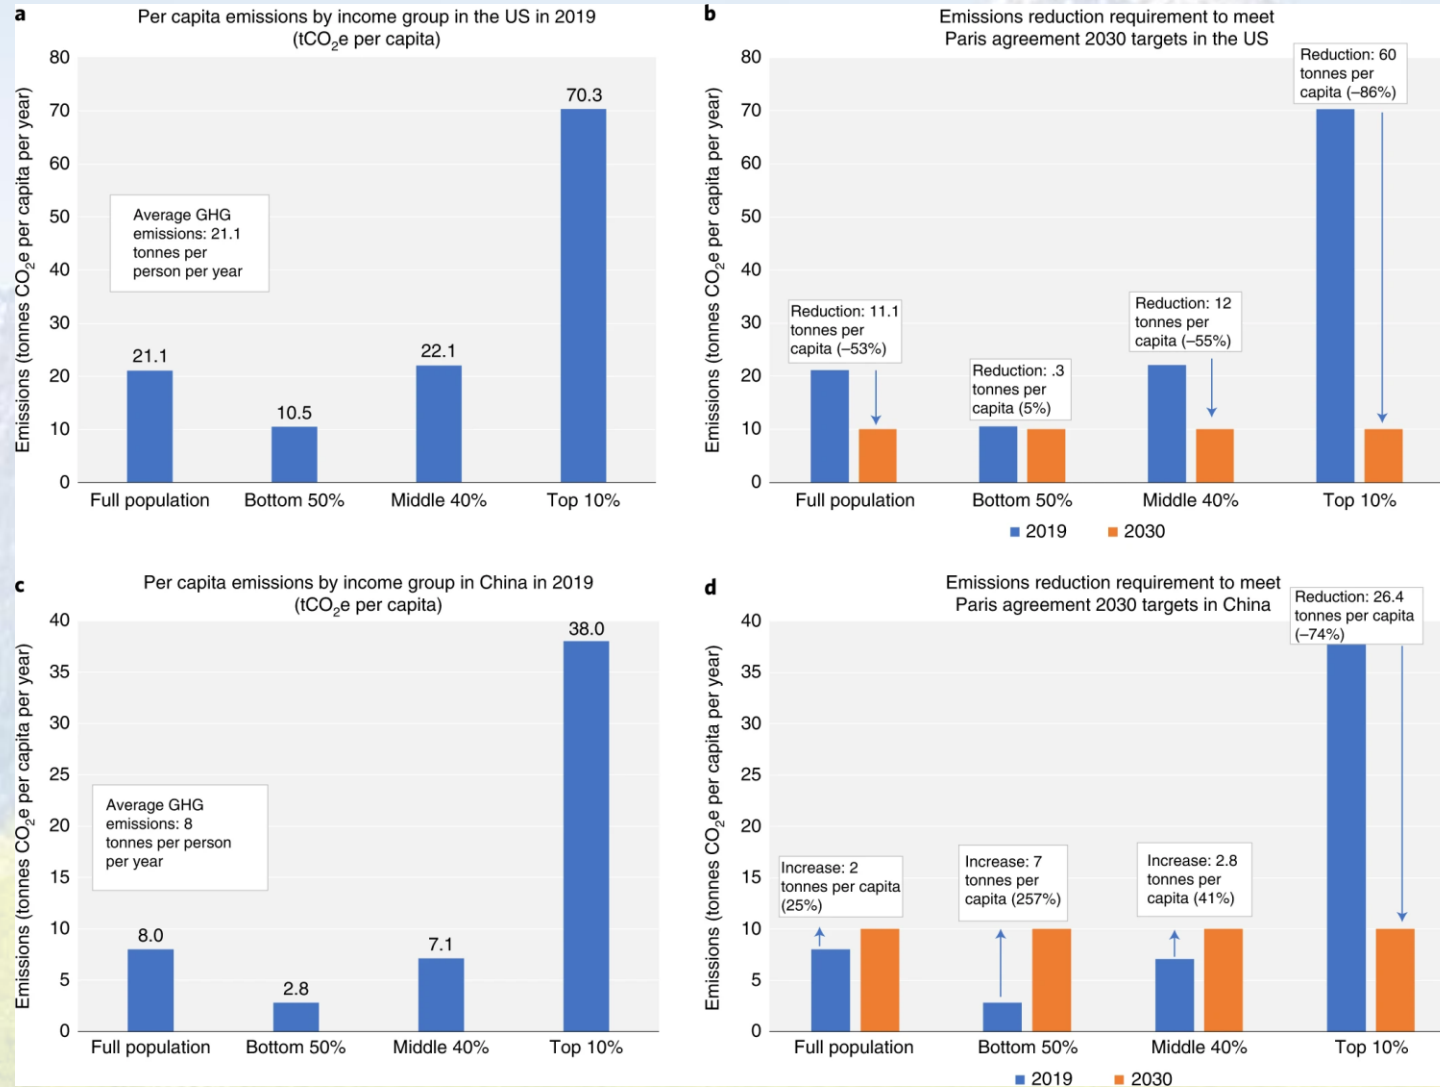 a
Per capita emissions by income group in the US in 2019
(tCO₂e per capita)
Emissions (tonnes CO₂e per capita per year)
80
70
60
50
40
30
20
10
0
Average GHG
emissions: 21.1
tonnes per
person per year
21.1
10.5
22.1
70.3
Full population
Bottom 50%
Middle 40%
Top 10%
b
Emissions reduction requirement to meet
Paris agreement 2030 targets in the US
Emissions (tonnes CO₂e per capita per year)
80
70
60
50
40
30
20
10
0
Reduction: 11.1
tonnes per
capita (–53%)
Reduction: .3
tonnes per
capita (5%)
Reduction: 12
tonnes per
capita (–55%)
Reduction: 60
tonnes per
capita (–86%)
Full population
Bottom 50%
Middle 40%
Top 10%
2019
2030
c
Per capita emissions by income group in China in 2019
(tCO₂e per capita)
Emissions (tonnes CO₂e per capita per year)
40
35
30
25
20
15
10
5
0
Average GHG
emissions: 8
tonnes per person
per year
8.0
2.8
7.1
38.0
Full population
Bottom 50%
Middle 40%
Top 10%
d
Emissions reduction requirement to meet
Paris agreement 2030 targets in China
Emissions (tonnes CO₂e per capita per year)
40
35
30
25
20
15
10
5
0
Increase: 2
tonnes per capita
(25%)
Increase: 7
tonnes per
capita (257%)
Increase: 2.8
tonnes per
capita (41%)
Reduction: 26.4
tonnes per capita
(–74%)
Full population
Bottom 50%
Middle 40%
Top 10%
2019
2030